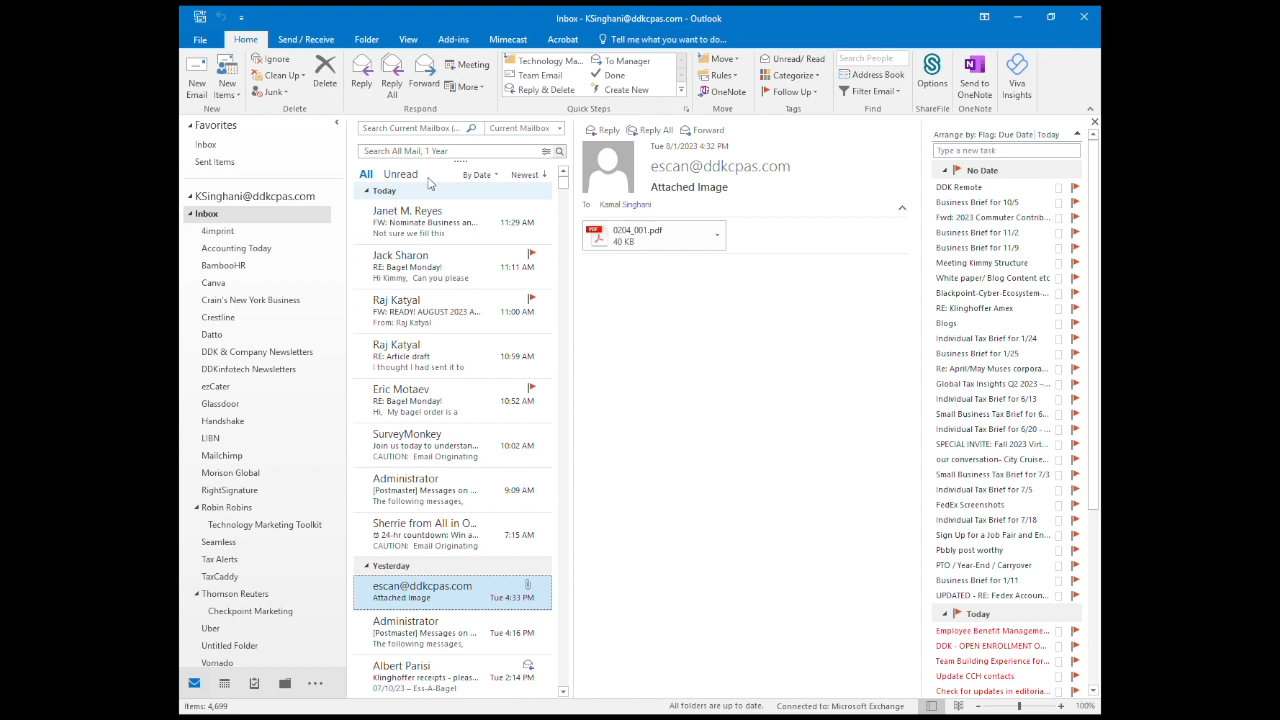 Inbox - KSinghani@ddkcpas.com - Outlook
File Home Send / Receive Folder View Add-ins Mimecast Acrobat Tell me what you want to do...
New Email
New Items
New
Ignore
Clean Up
Junk
Delete
Delete
Reply
Reply All
Forward
Meeting
More
Respond
Technology Ma...
Team Email
Reply & Delete
To Manager
Done
Create New
Quick Steps
Move
Rules
OneNote
Move
Unread/ Read
Categorize
Follow Up
Tags
Search People
Address Book
Filter Email
Find
Options
ShareFile
Send to OneNote
OneNote
Viva Insights
Favorites
Inbox
Sent Items
KSinghani@ddkcpas.com
Inbox
4imprint
Accounting Today
BambooHR
Canva
Crain's New York Business
Crestline
Datto
DDK & Company Newsletters
DDKinfotech Newsletters
ezCater
Glassdoor
Handshake
LIBN
Mailchimp
Morison Global
RightSignature
Robin Robins
Technology Marketing Toolkit
Seamless
Tax Alerts
TaxCaddy
Thomson Reuters
Checkpoint Marketing
Uber
Untitled Folder
Vornado
Search Current Mailbox (... Current Mailbox
Search All Mail, 1 Year
All Unread By Date Newest ↓
Today
Janet M. Reyes
FW: Nominate Business an... 11:29 AM
Not sure we fill this
Jack Sharon
RE: Bagel Monday! 11:11 AM
Hi Kimmy, Can you please
Raj Katyal
FW: READY! AUGUST 2023 A... 11:00 AM
From: Raj Katyal
Raj Katyal
RE: Article draft 10:59 AM
I thought I had sent it to
Eric Motaev
RE: Bagel Monday! 10:52 AM
Hi, My bagel order is a
SurveyMonkey
Join us today to understan... 10:02 AM
CAUTION: Email Originating
Administrator
[Postmaster] Messages on ... 9:09 AM
The following messages,
Sherrie from All in O...
24-hr countdown: Win a... 7:15 AM
CAUTION: Email Originating
Yesterday
escan@ddkcpas.com
Attached Image Tue 4:33 PM
Administrator
[Postmaster] Messages on ... Tue 4:16 PM
The following messages,
Albert Parisi
Klinghoffer receipts - pleas... Tue 2:14 PM
07/10/23 – Ess-A-Bagel
Reply Reply All Forward
Tue 8/1/2023 4:32 PM
escan@ddkcpas.com
Attached Image
To Kamal Singhani
PDF
0204_001.pdf
40 KB
Arrange by: Flag: Due Date Today
Type a new task
No Date
DDK Remote
Business Brief for 10/5
Fwd: 2023 Commuter Contrib...
Business Brief for 11/2
Business Brief for 11/9
Meeting Kimmy Structure
White paper/ Blog Content etc
Blackpoint-Cyber-Ecosystem-...
RE: Klinghoffer Amex
Blogs
Individual Tax Brief for 1/24
Business Brief for 1/25
Re: April/May Muses corpora...
Global Tax Insights Q2 2023 –...
Individual Tax Brief for 6/13
Small Business Tax Brief for 6...
Individual Tax Brief for 6/20 - ...
SPECIAL INVITE: Fall 2023 Virt...
our conversation- City Cruise...
Small Business Tax Brief for 7/3
Individual Tax Brief for 7/5
FedEx Screenshots
Individual Tax Brief for 7/18
Sign Up for a Job Fair and En...
Pbbly post worthy
PTO / Year-End / Carryover
Business Brief for 1/11
UPDATED - RE: Fedex Accoun...
Today
Employee Benefit Manageme...
DDK - OPEN ENROLLMENT O...
Team Building Experience for...
Update CCH contacts
Check for updates in editoria...
Items: 4,699 All folders are up to date. Connected to: Microsoft Exchange 100%